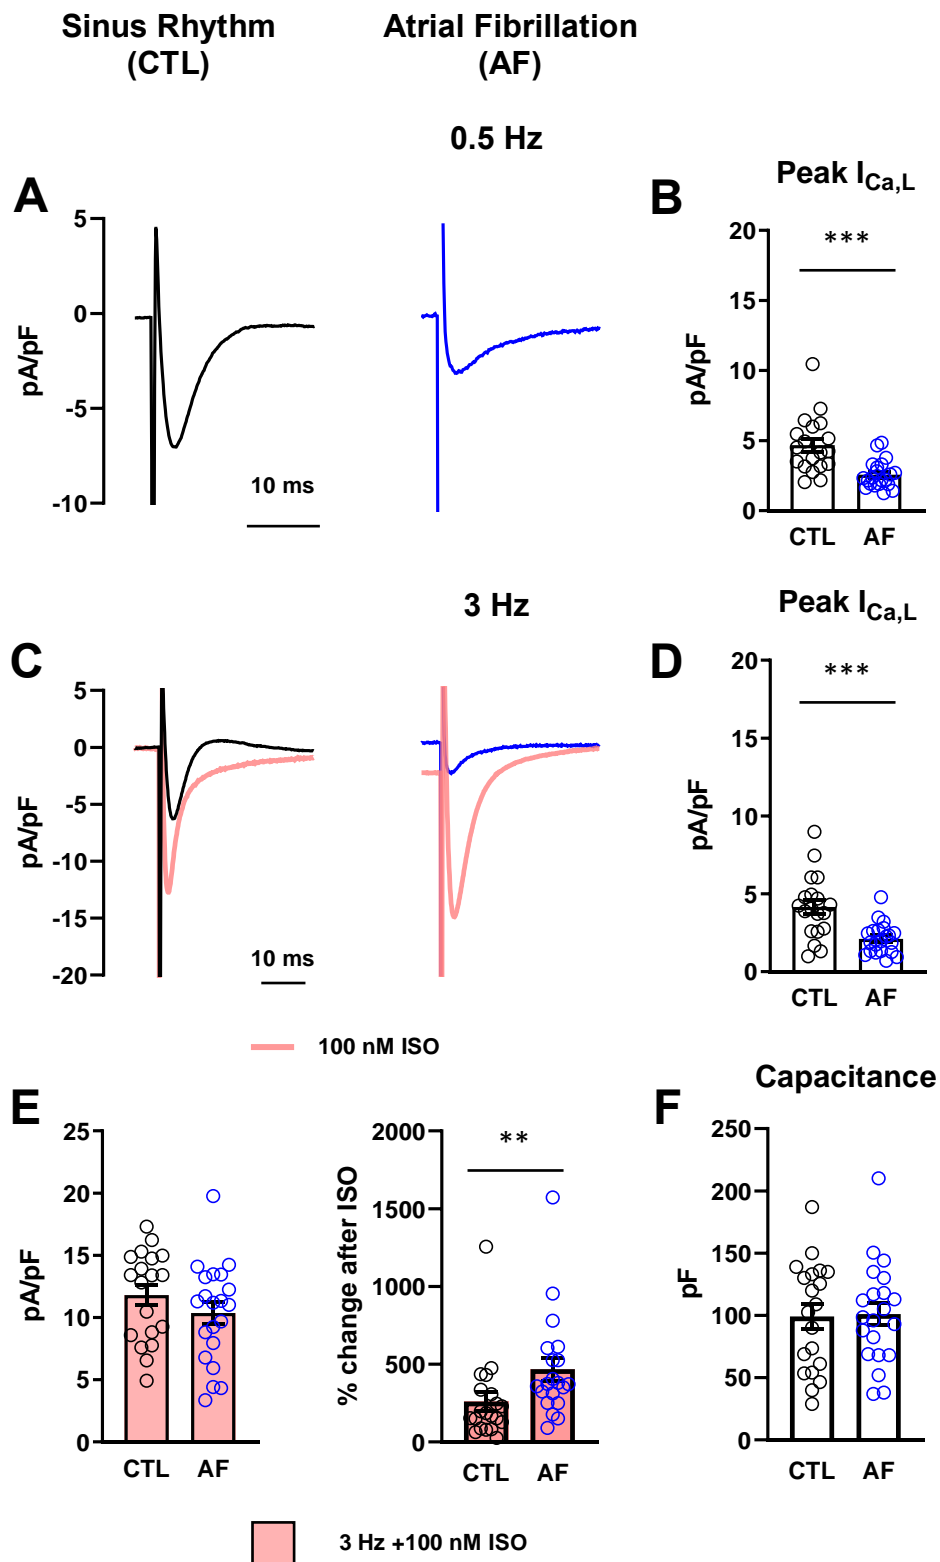 Sinus Rhythm
(CTL)
Atrial Fibrillation
(AF)
0.5 Hz
A
5
0
-5
-10
pA/pF
10 ms
B
Peak ICa,L
***
20
15
10
5
0
pA/pF
CTL
AF
3 Hz
C
5
0
-5
-10
-15
-20
pA/pF
10 ms
100 nM ISO
D
Peak ICa,L
***
20
15
10
5
0
pA/pF
CTL
AF
E
25
20
15
10
5
0
pA/pF
CTL
AF
**
2000
1500
1000
500
0
% change after ISO
CTL
AF
3 Hz +100 nM ISO
F
Capacitance
250
200
150
100
50
0
pF
CTL
AF